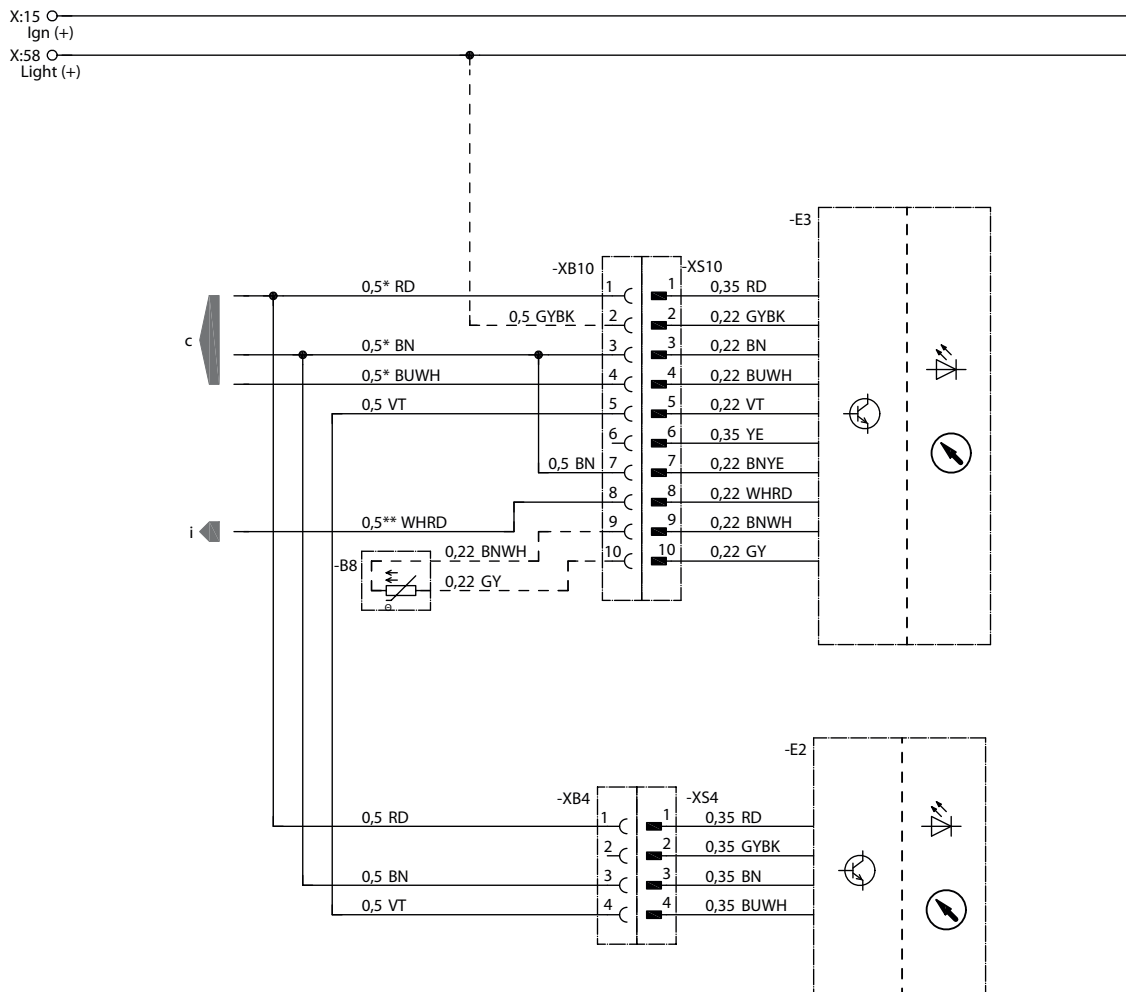 X:15
Ign (+)
X:58
Light (+)
-E3
-XB10
-XS10
0,5* RD
1
1
0,35 RD
0,5 GYBK
2
2
0,22 GYBK
c
0,5* BN
3
3
0,22 BN
0,5* BUWH
4
4
0,22 BUWH
0,5 VT
5
5
0,22 VT
6
6
0,35 YE
0,5 BN
7
7
0,22 BNYE
8
8
0,22 WHRD
i
0,5** WHRD
9
9
0,22 BNWH
-B8
0,22 BNWH
10
10
0,22 GY
0,22 GY
Θ
-E2
-XB4
-XS4
0,5 RD
1
1
0,35 RD
2
2
0,35 GYBK
0,5 BN
3
3
0,35 BN
0,5 VT
4
4
0,35 BUWH